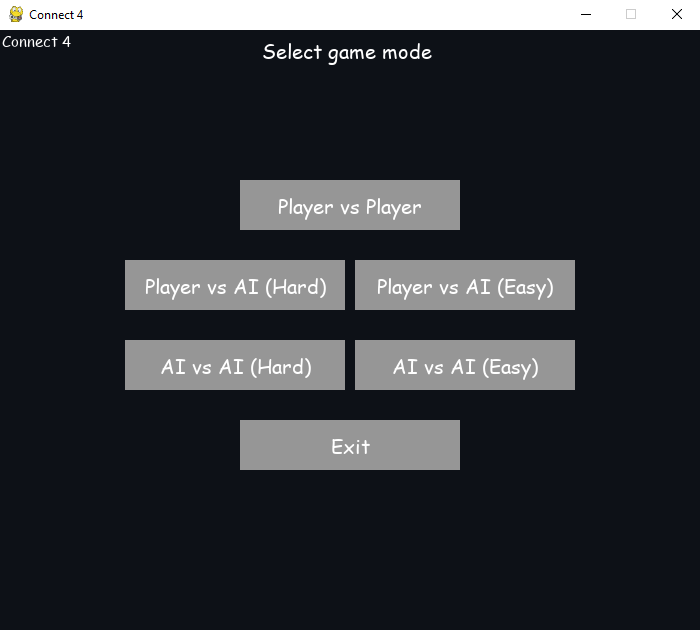 Connect 4
Connect 4
Select game mode
Player vs Player
Player vs AI (Hard)
Player vs AI (Easy)
AI vs AI (Hard)
AI vs AI (Easy)
Exit